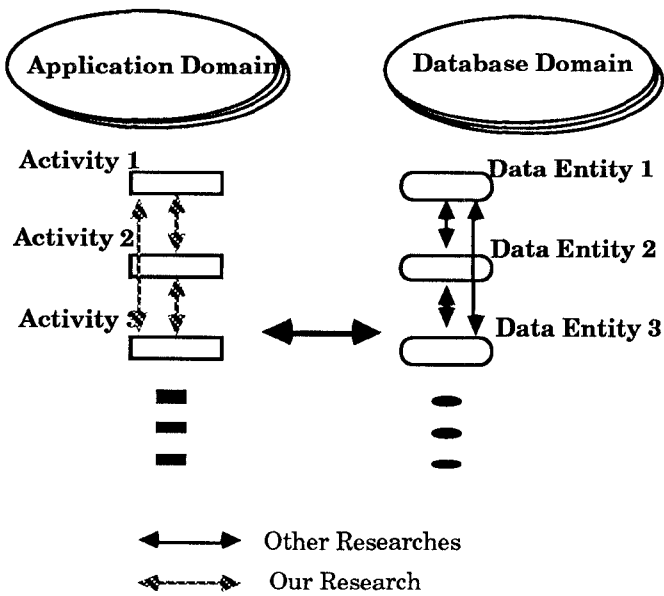 Application Domain
Database Domain
Activity 1
Data Entity 1
Activity 2
Data Entity 2
Activity 3
Data Entity 3
Other Researches
Our Research